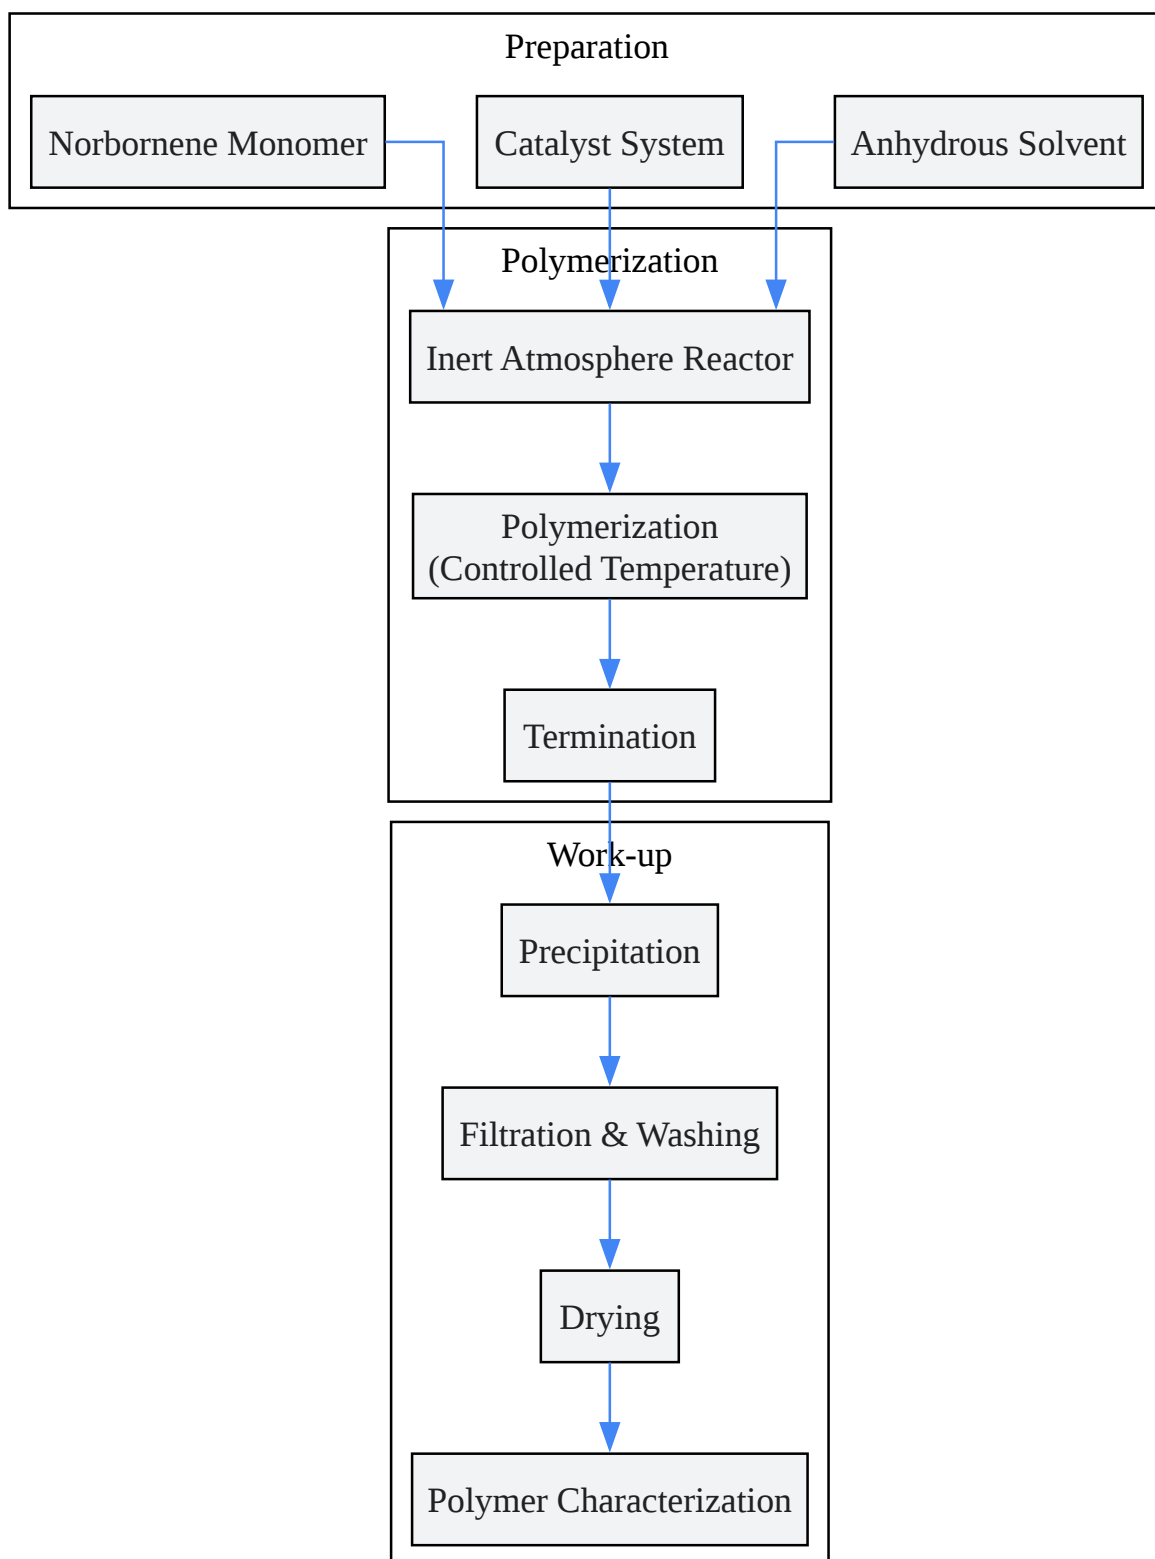 Preparation
Norbornene Monomer
Catalyst System
Anhydrous Solvent
Polymerization
Inert Atmosphere Reactor
Polymerization
(Controlled Temperature)
Termination
Work-up
Precipitation
Filtration & Washing
Drying
Polymer Characterization